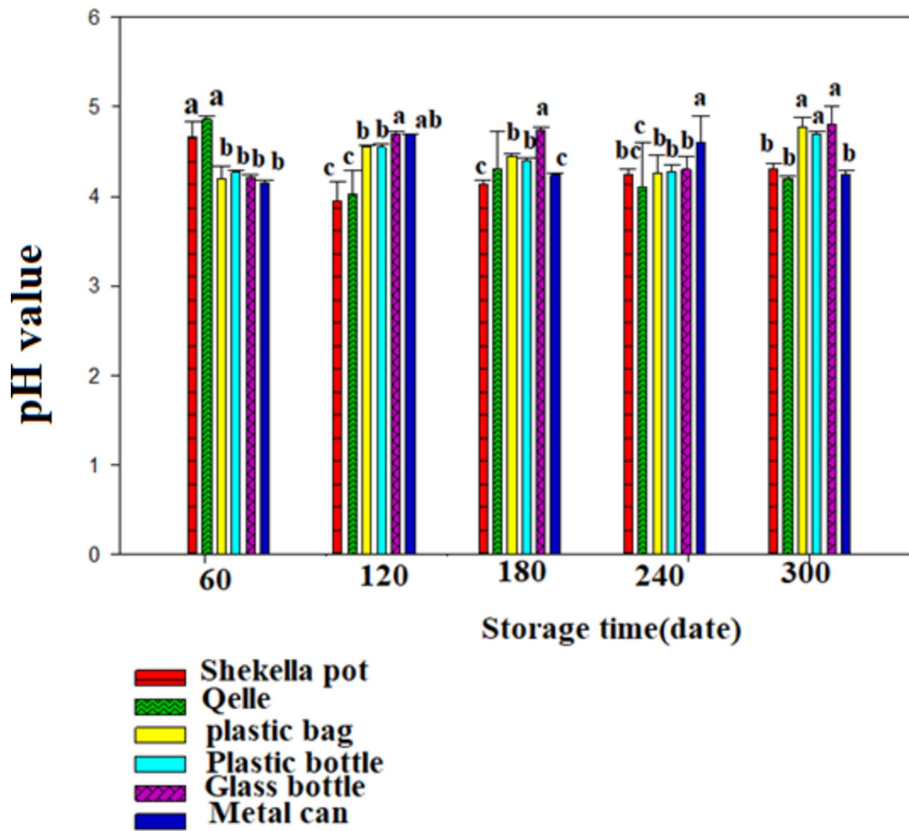 6
5
4
3
2
1
0
pH value
a a b b b b
c c b b a ab
c b b a c
bc c b b b a
b b a a a b
60 120 180 240 300
Storage time(date)
Shekella pot
Qelle
plastic bag
Plastic bottle
Glass bottle
Metal can